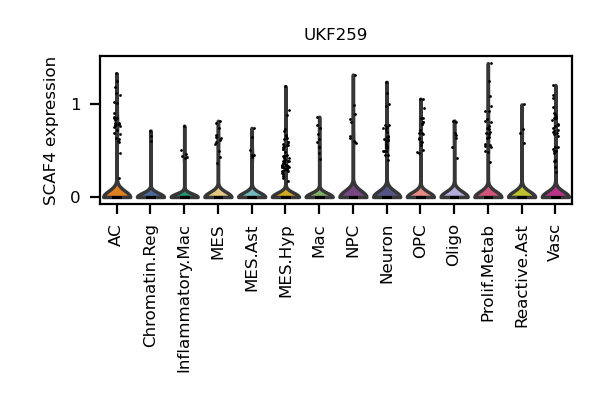 UKF259
SCAF4 expression
1
0
AC
Chromatin.Reg
Inflammatory.Mac
MES
MES.Ast
MES.Hyp
Mac
NPC
Neuron
OPC
Oligo
Prolif.Metab
Reactive.Ast
Vasc